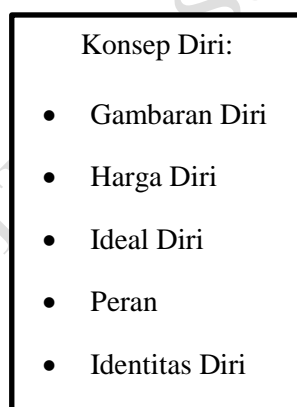 Konsep Diri:
• Gambaran Diri
• Harga Diri
• Ideal Diri
• Peran
• Identitas Diri